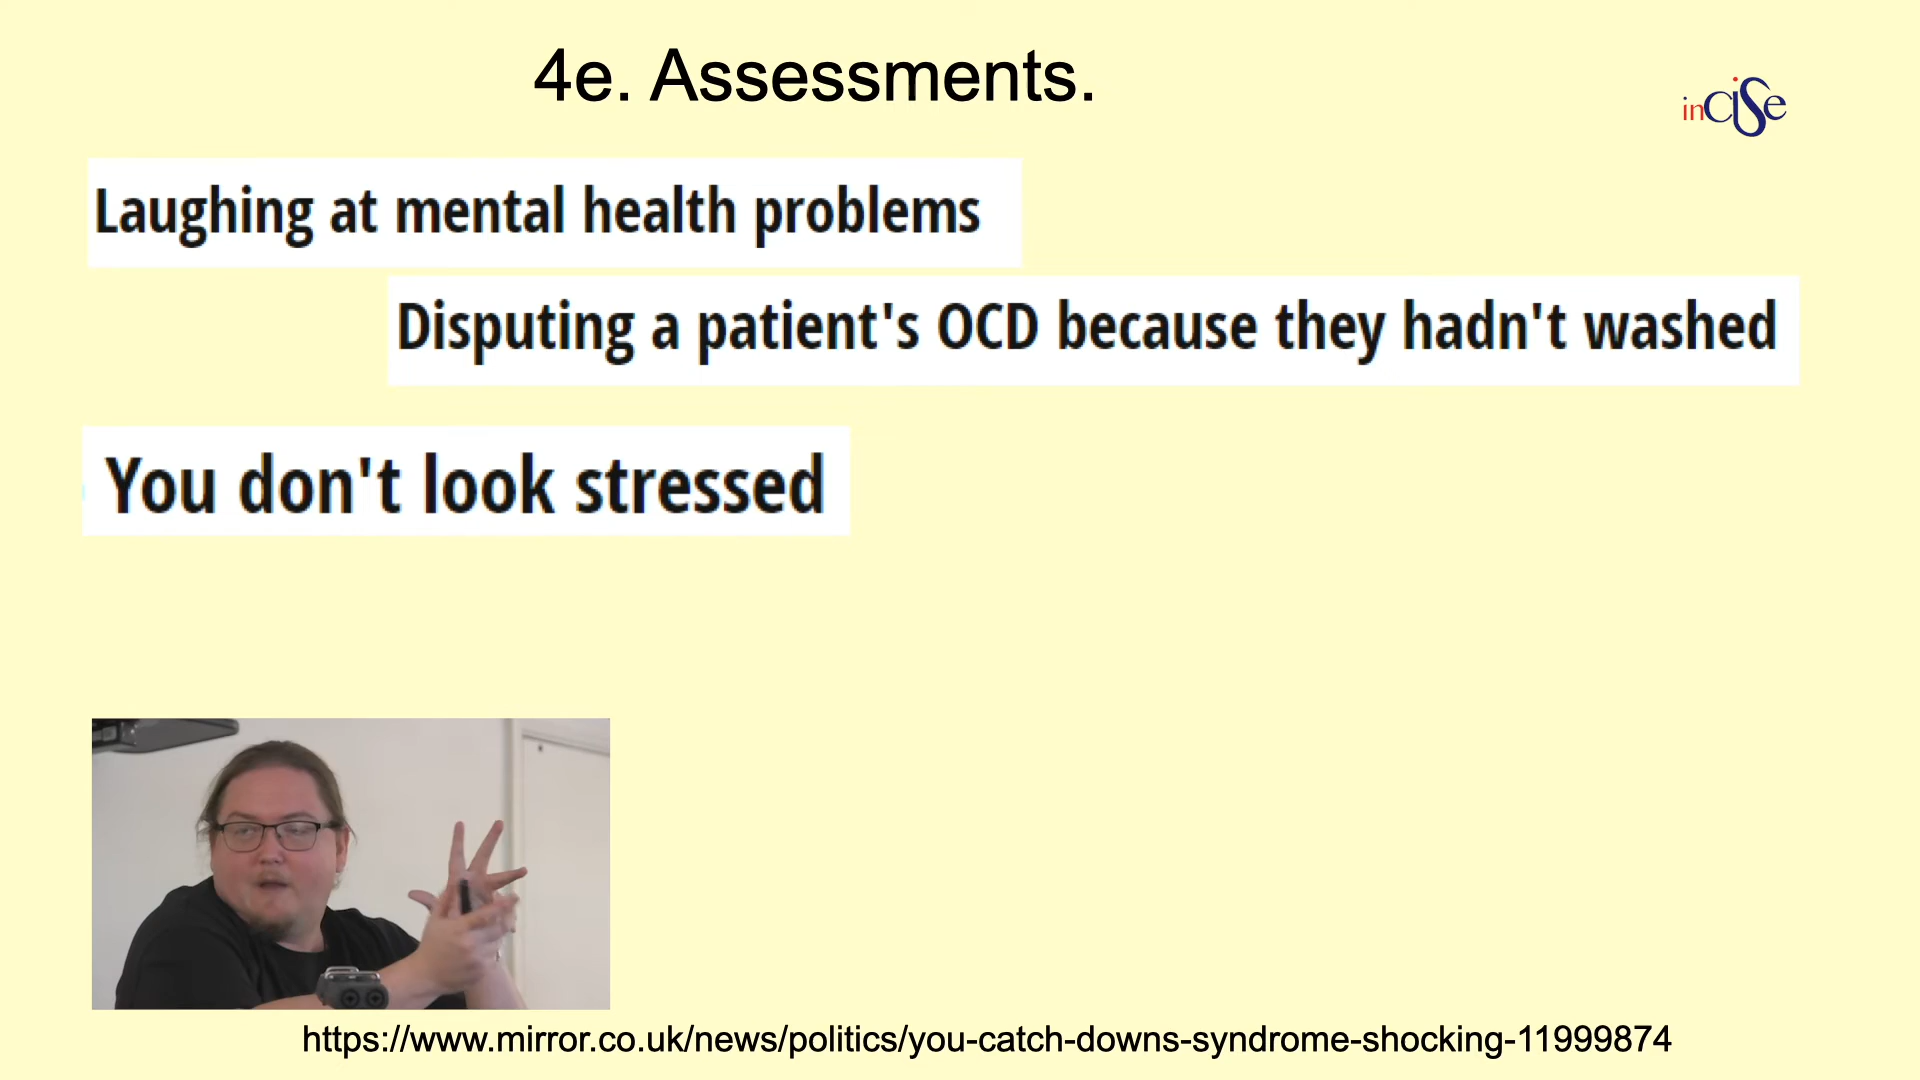 4e. Assessments.
inCiSe
Laughing at mental health problems
Disputing a patient's OCD because they hadn't washed
You don't look stressed
https://www.mirror.co.uk/news/politics/you-catch-downs-syndrome-shocking-11999874